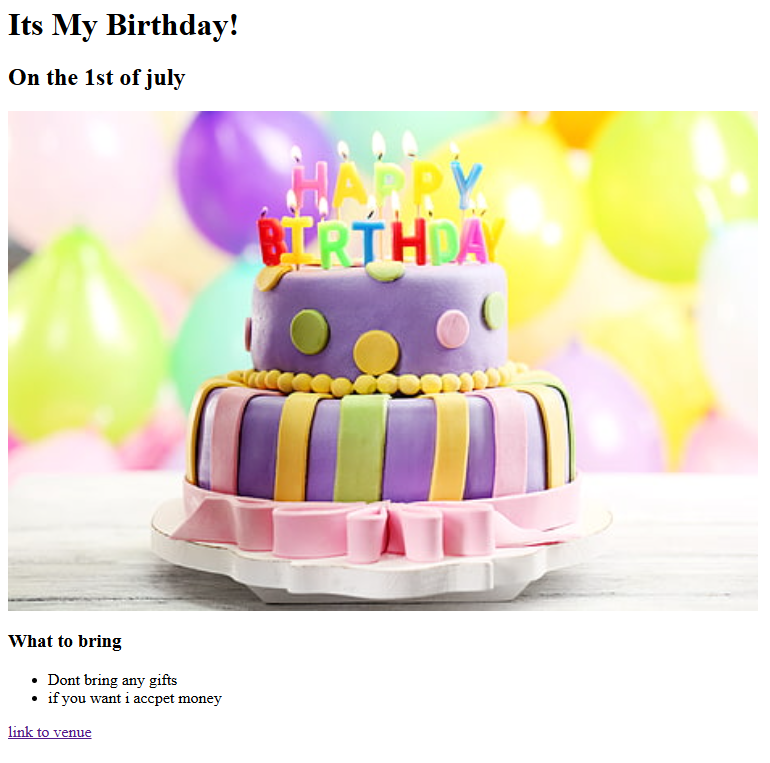 Its My Birthday!
On the 1st of july
HAPPY
BIRTHDAY
What to bring
Dont bring any gifts
if you want i accpet money
link to venue